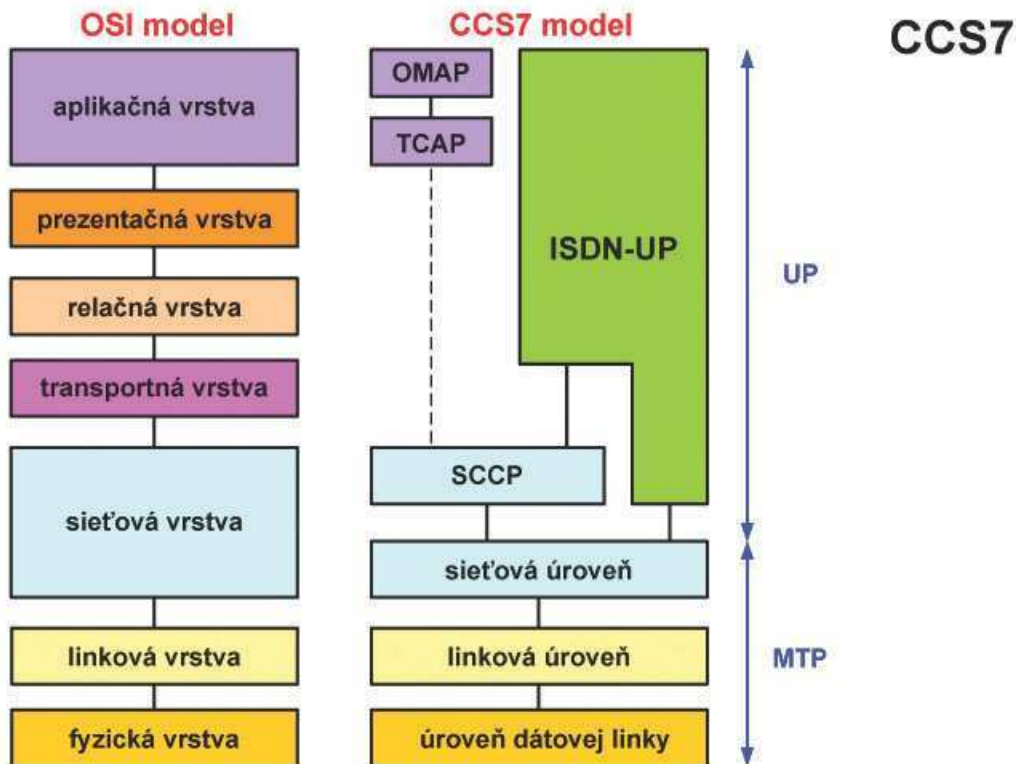 OSI model
CCS7 model
CCS7
aplikačná vrstva
prezentačná vrstva
relačná vrstva
transportná vrstva
sieťová vrstva
linková vrstva
fyzická vrstva
OMAP
TCAP
ISDN-UP
SCCP
sieťová úroveň
linková úroveň
úroveň dátovej linky
UP
MTP